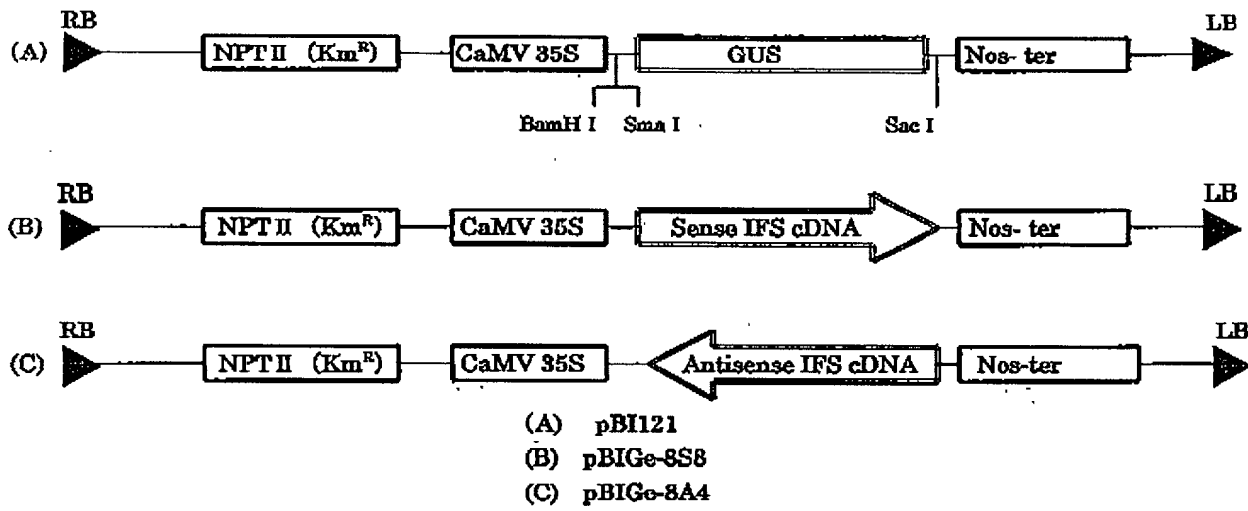 RB LB
(A) NPT II (Km^R) CaMV 35S GUS Nos- ter
BamH I Sma I Sac I
RB LB
(B) NPT II (Km^R) CaMV 35S Sense IFS cDNA Nos- ter
RB LB
(C) NPT II (Km^R) CaMV 35S Antisense IFS cDNA Nos-ter
(A) pBI121
(B) pBIGe-8S8
(C) pBIGe-8A4